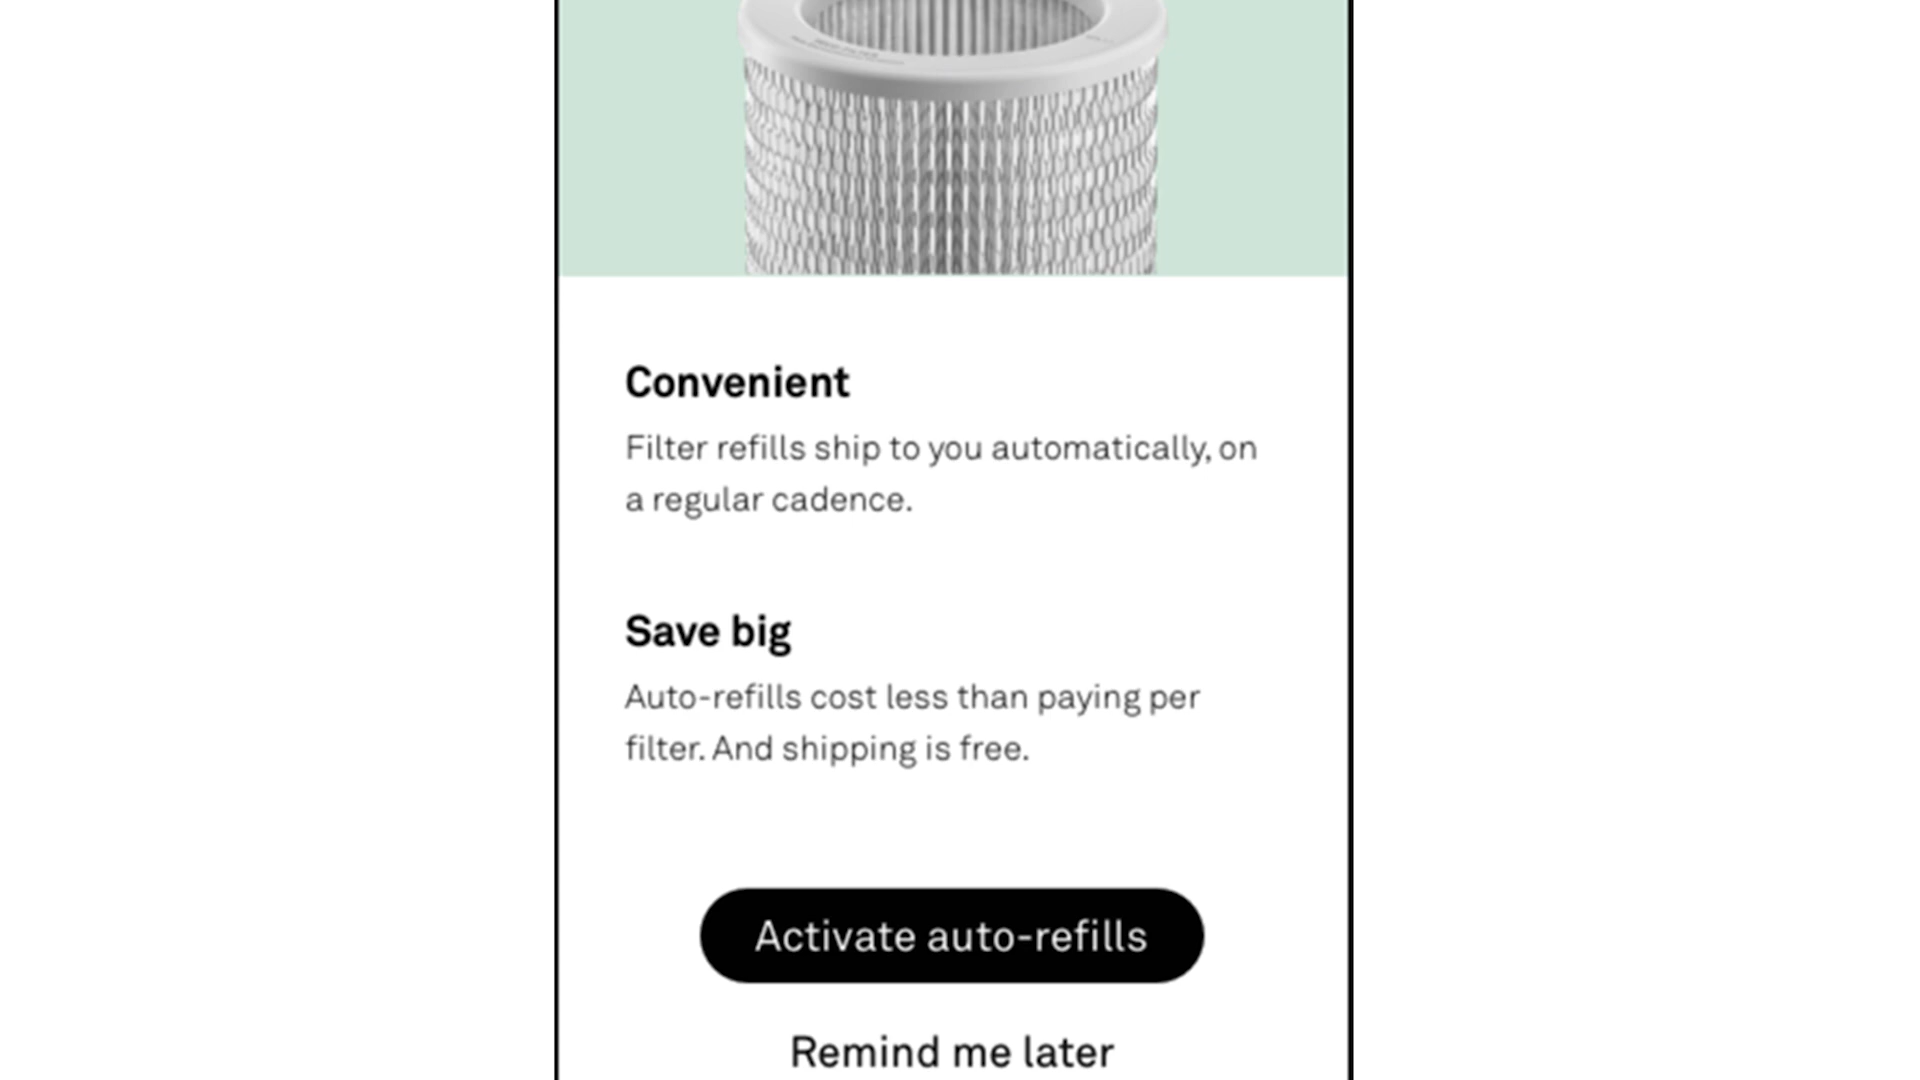 Convenient
Filter refills ship to you automatically, on
a regular cadence.
Save big
Auto-refills cost less than paying per
filter. And shipping is free.
Activate auto-refills
Remind me later